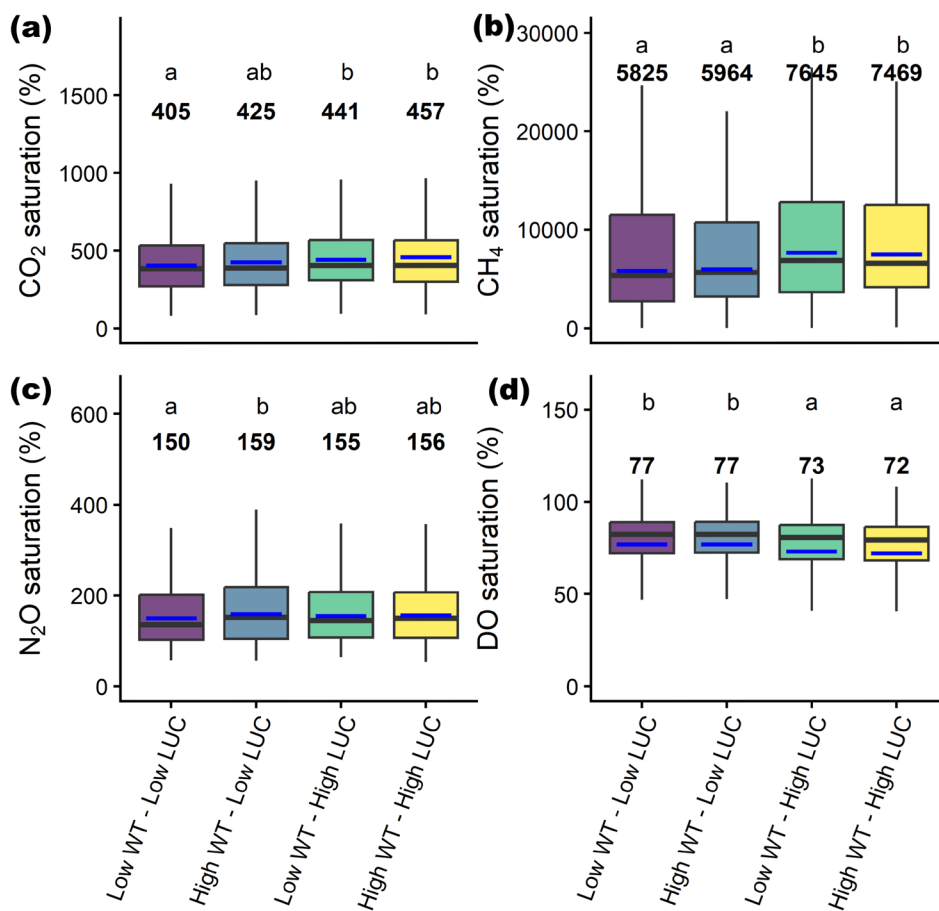 (a)
CO₂ saturation (%)
1500
1000
500
0
a ab b b
405 425 441 457
(b)
CH₄ saturation (%)
30000
20000
10000
0
a a b b
5825 5964 7645 7469
(c)
N₂O saturation (%)
600
400
200
0
a b ab ab
150 159 155 156
Low WT - Low LUC
High WT - Low LUC
Low WT - High LUC
High WT - High LUC
(d)
DO saturation (%)
150
100
50
0
b b a a
77 77 73 72
Low WT - Low LUC
High WT - Low LUC
Low WT - High LUC
High WT - High LUC